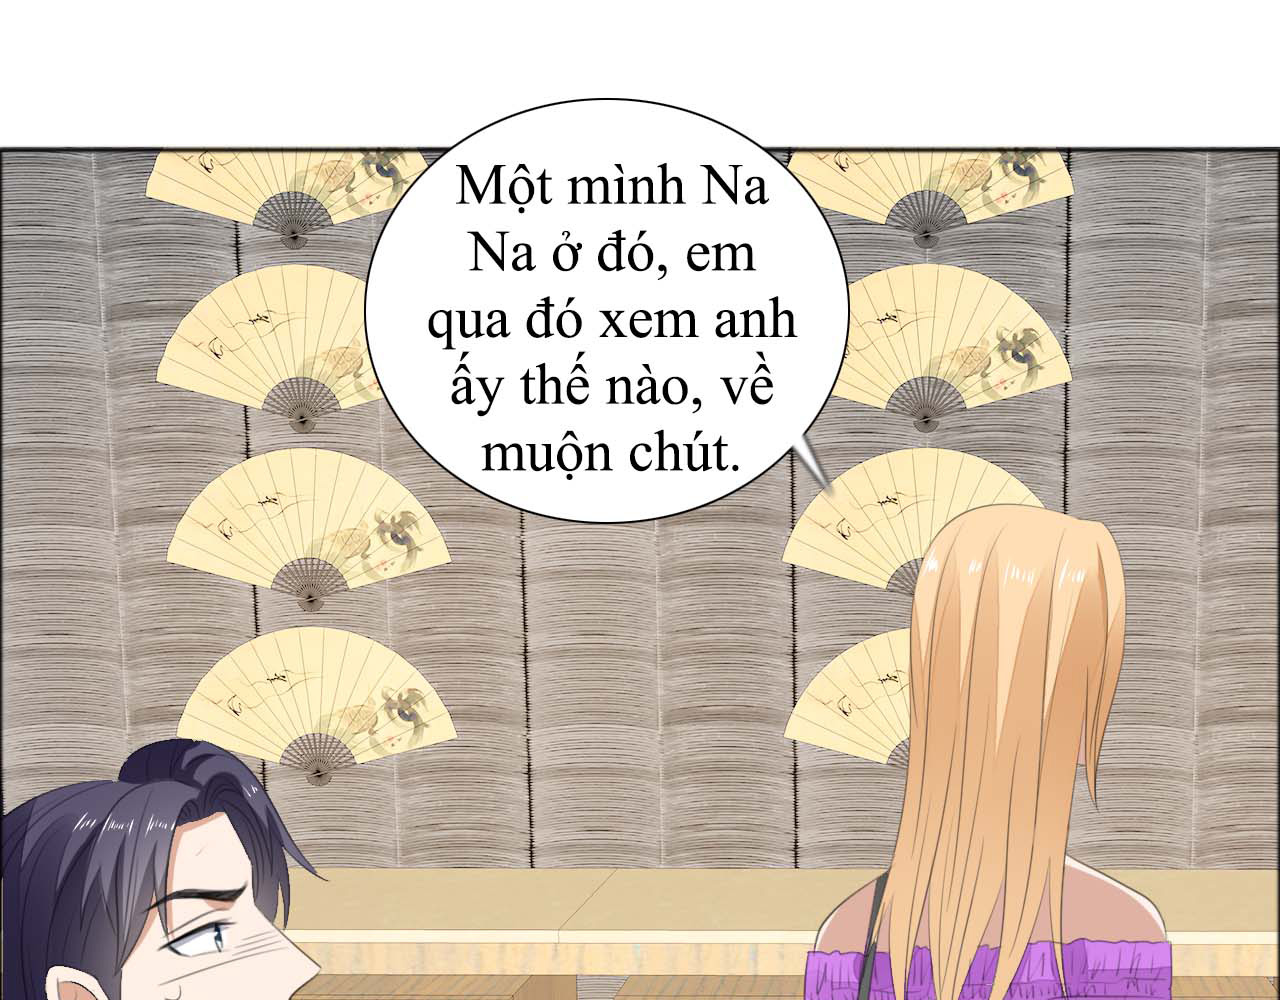 Một mình Na
Na ở đó, em
qua đó xem anh
ấy thế nào, về
muộn chút.